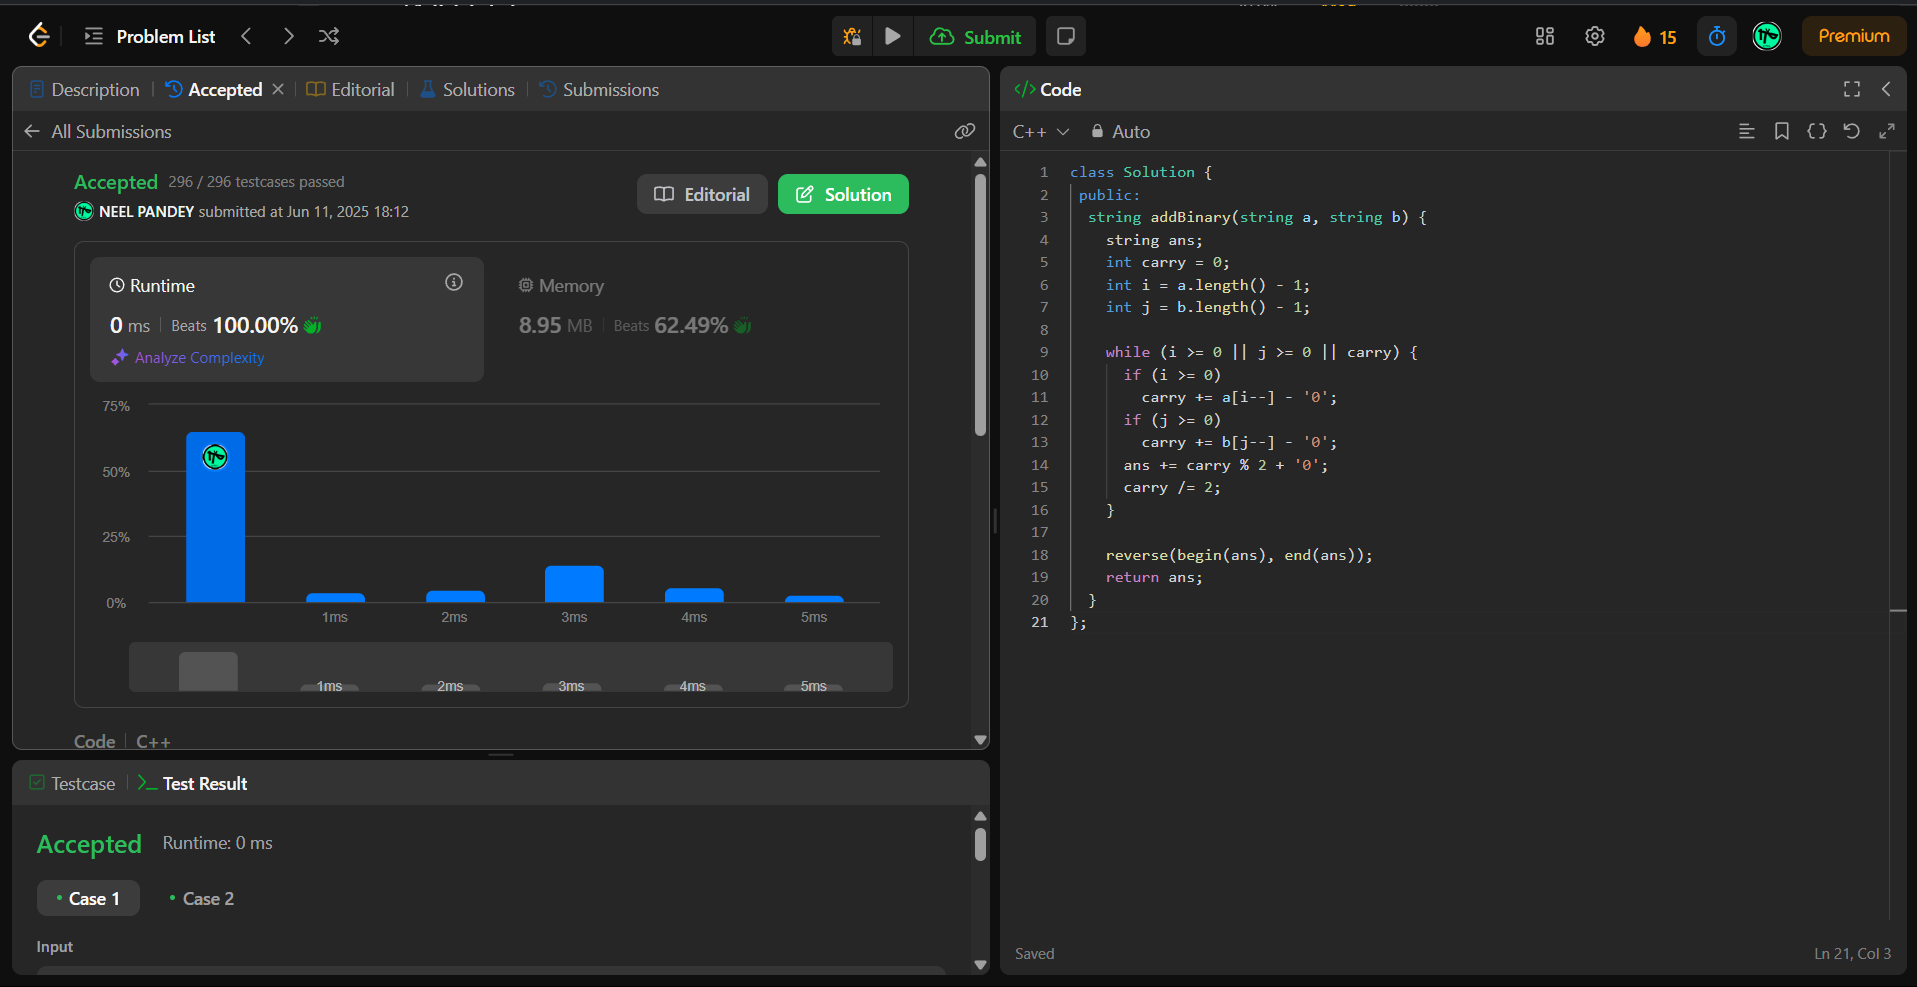 Problem List
Submit
15
Premium
Description
Accepted
Editorial
Solutions
Submissions
All Submissions
Accepted 296 / 296 testcases passed
NEEL PANDEY submitted at Jun 11, 2025 18:12
Editorial
Solution
Runtime
0 ms Beats 100.00%
Analyze Complexity
Memory
8.95 MB Beats 62.49%
75%
50%
25%
0%
1ms 2ms 3ms 4ms 5ms
1ms 2ms 3ms 4ms 5ms
Code C++
Testcase
Test Result
Accepted Runtime: 0 ms
Case 1 Case 2
Input
</> Code
C++ Auto
1 class Solution {
2 public:
3 string addBinary(string a, string b) {
4 string ans;
5 int carry = 0;
6 int i = a.length() - 1;
7 int j = b.length() - 1;
8
9 while (i >= 0 || j >= 0 || carry) {
10 if (i >= 0)
11 carry += a[i--] - '0';
12 if (j >= 0)
13 carry += b[j--] - '0';
14 ans += carry % 2 + '0';
15 carry /= 2;
16 }
17
18 reverse(begin(ans), end(ans));
19 return ans;
20 }
21 };
Saved
Ln 21, Col 3